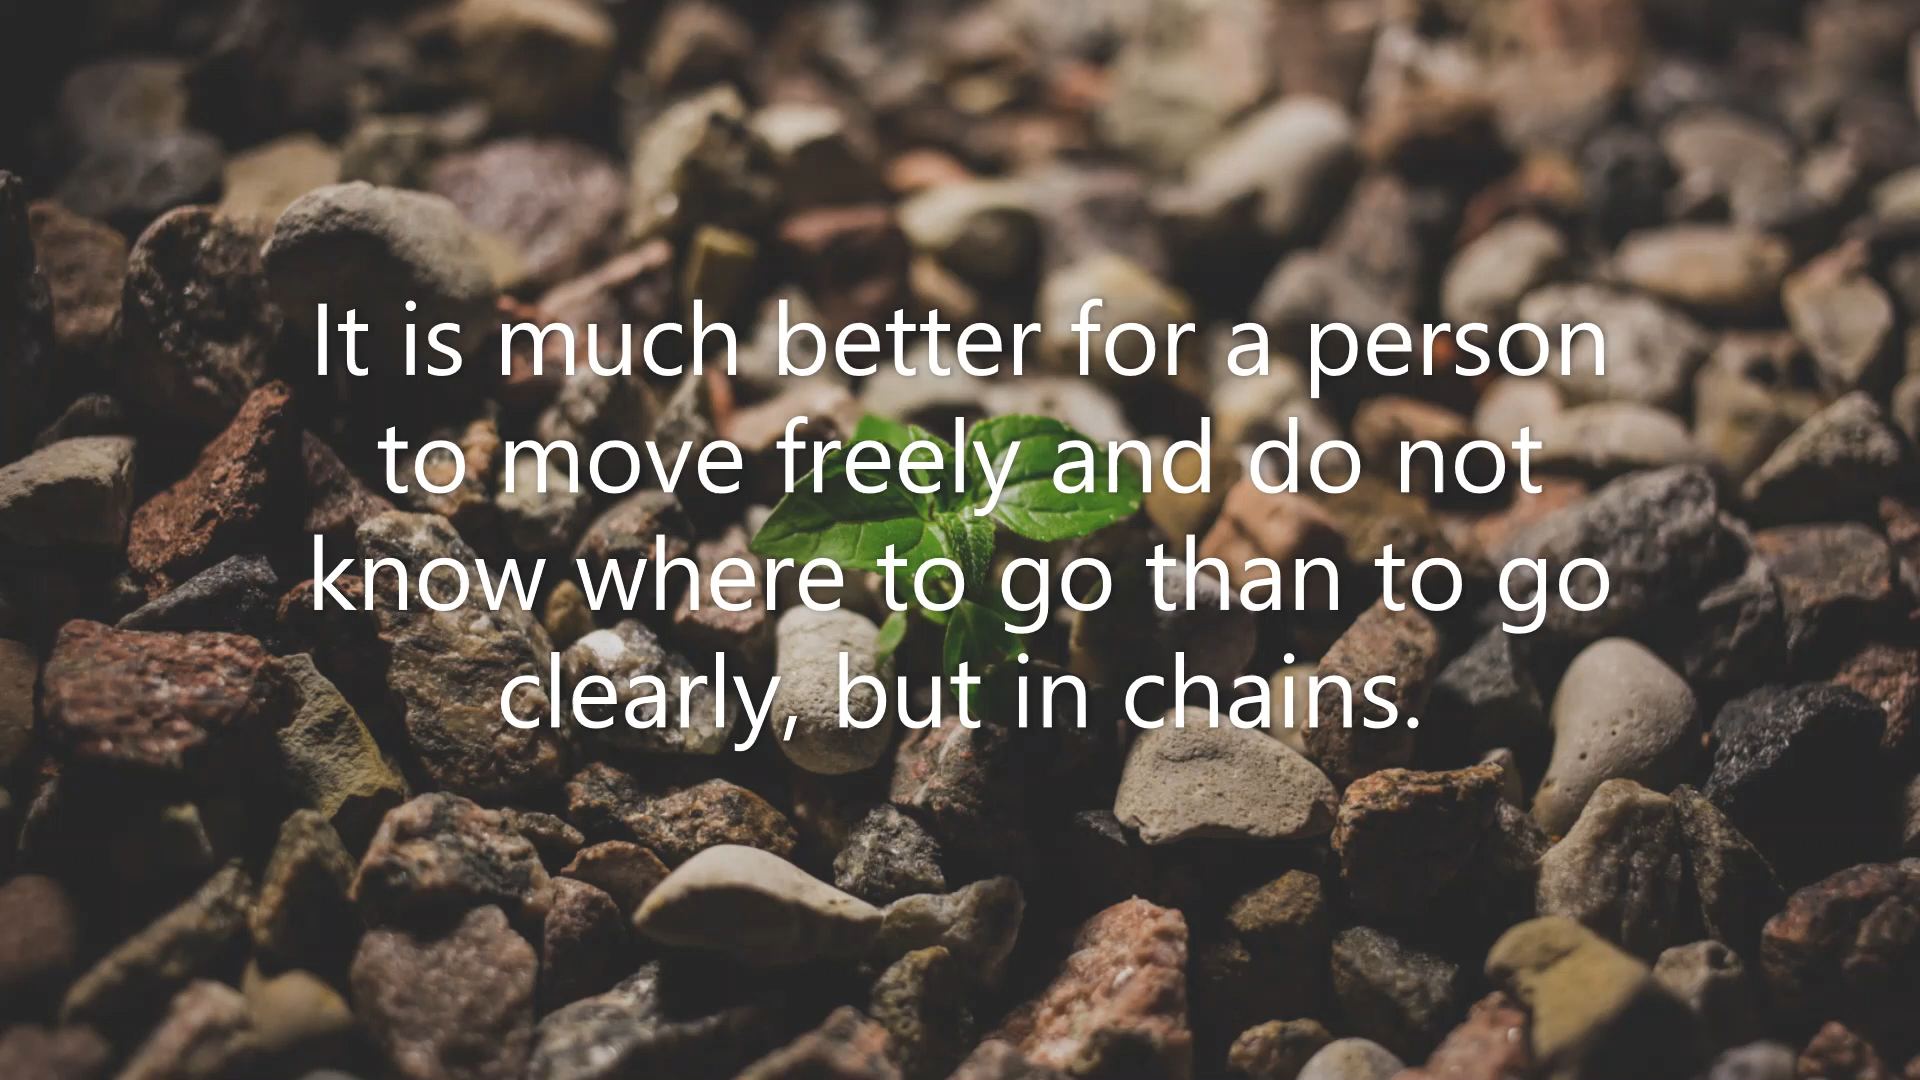 It is much better for a person
to move freely and do not
know where to go than to go
clearly, but in chains.